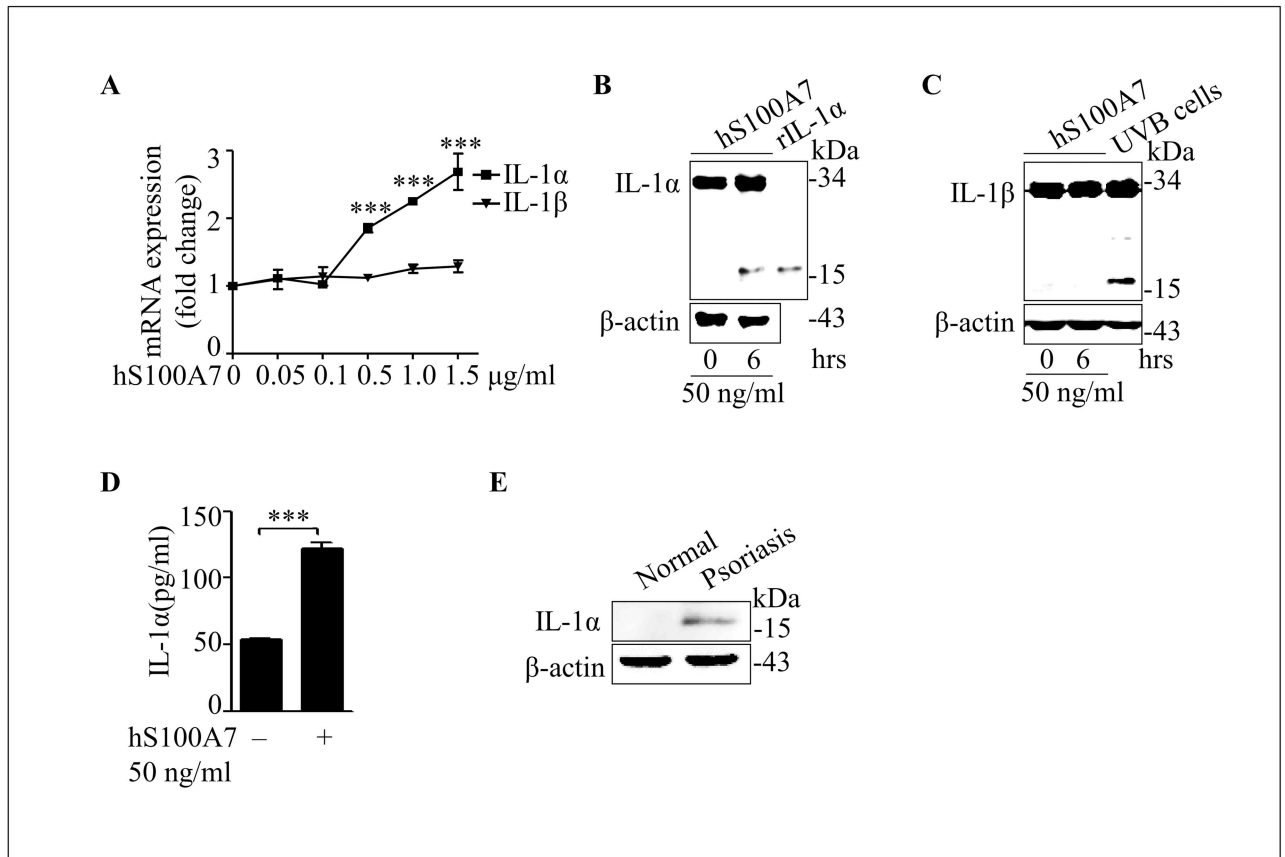 A
mRNA expression
(fold change)
3
2
1
0
*** *** ***
IL-1α
IL-1β
hS100A7 0 0.05 0.1 0.5 1.0 1.5 μg/ml
B
hS100A7 rIL-1α
kDa
IL-1α -34
-15
β-actin -43
0 6 hrs
50 ng/ml
C
hS100A7 UVB cells
kDa
IL-1β -34
-15
β-actin -43
0 6 hrs
50 ng/ml
D
IL-1α(pg/ml)
150
100
50
0
***
hS100A7 – +
50 ng/ml
E
Normal Psoriasis
kDa
IL-1α -15
β-actin -43